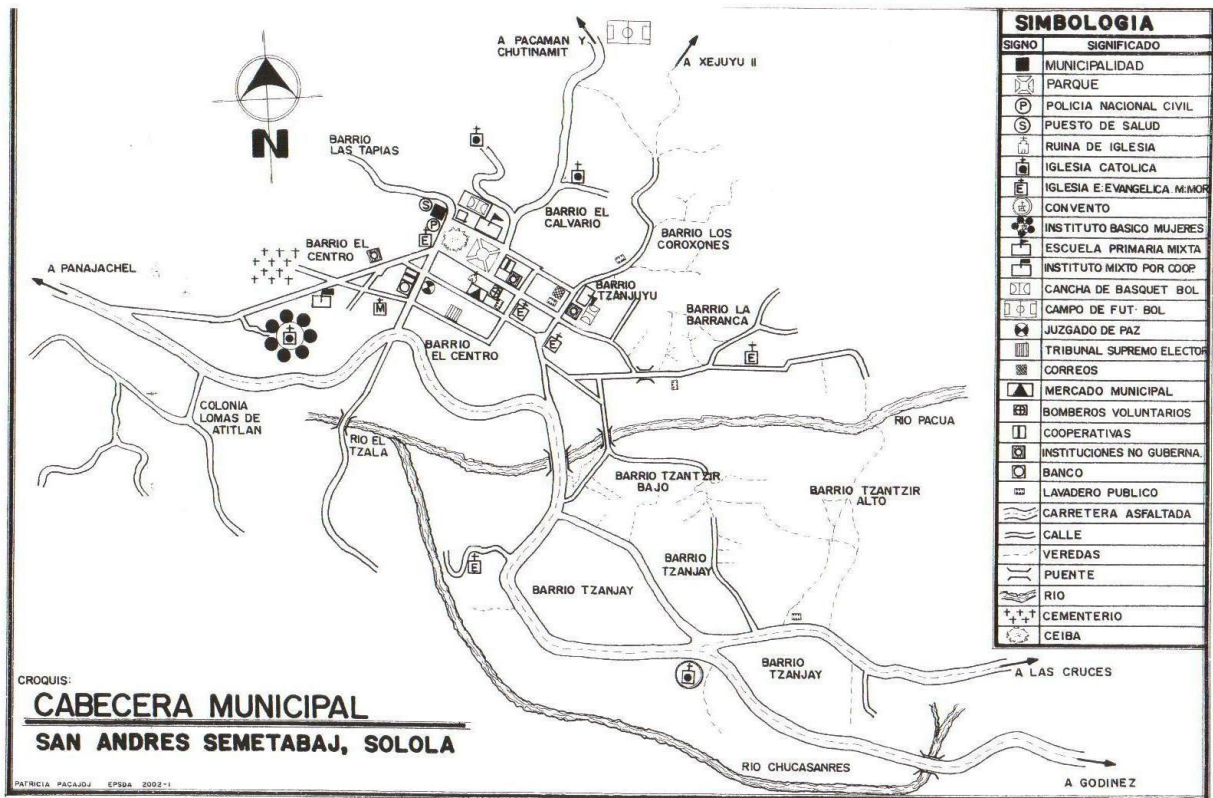 A PACAMAN Y
CHUTINAMIT
A XEJUYU II
N
BARRIO
LAS TAPIAS
BARRIO EL
CALVARIO
BARRIO EL
CENTRO
BARRIO LOS
COROXONES
A PANAJACHEL
BARRIO
TZANJUYU
BARRIO LA
BARRANCA
BARRIO
EL CENTRO
COLONIA
LOMAS DE
ATITLAN
RIO EL
TZALA
RIO PACUA
BARRIO TZANTZIR
BAJO
BARRIO TZANTZIR
ALTO
BARRIO
TZANJAY
BARRIO TZANJAY
BARRIO
TZANJAY
A LAS CRUCES
RIO CHUCASANRES
A GODINEZ
S
P
E
M
E
E
E
E
SIMBOLOGIA
SIGNO SIGNIFICADO
MUNICIPALIDAD
PARQUE
P POLICIA NACIONAL CIVIL
S PUESTO DE SALUD
RUINA DE IGLESIA
IGLESIA CATOLICA
E IGLESIA E:EVANGELICA. M:MOR
CONVENTO
INSTITUTO BASICO MUJERES
ESCUELA PRIMARIA MIXTA
INSTITUTO MIXTO POR COOP.
CANCHA DE BASQUET BOL
CAMPO DE FUT- BOL
JUZGADO DE PAZ
TRIBUNAL SUPREMO ELECTOR
CORREOS
MERCADO MUNICIPAL
BOMBEROS VOLUNTARIOS
COOPERATIVAS
INSTITUCIONES NO GUBERNA.
BANCO
LAVADERO PUBLICO
CARRETERA ASFALTADA
CALLE
VEREDAS
PUENTE
RIO
CEMENTERIO
CEIBA
CROQUIS:
CABECERA MUNICIPAL
SAN ANDRES SEMETABAJ, SOLOLA
PATRICIA PACAJOJ EPSDA 2002-1